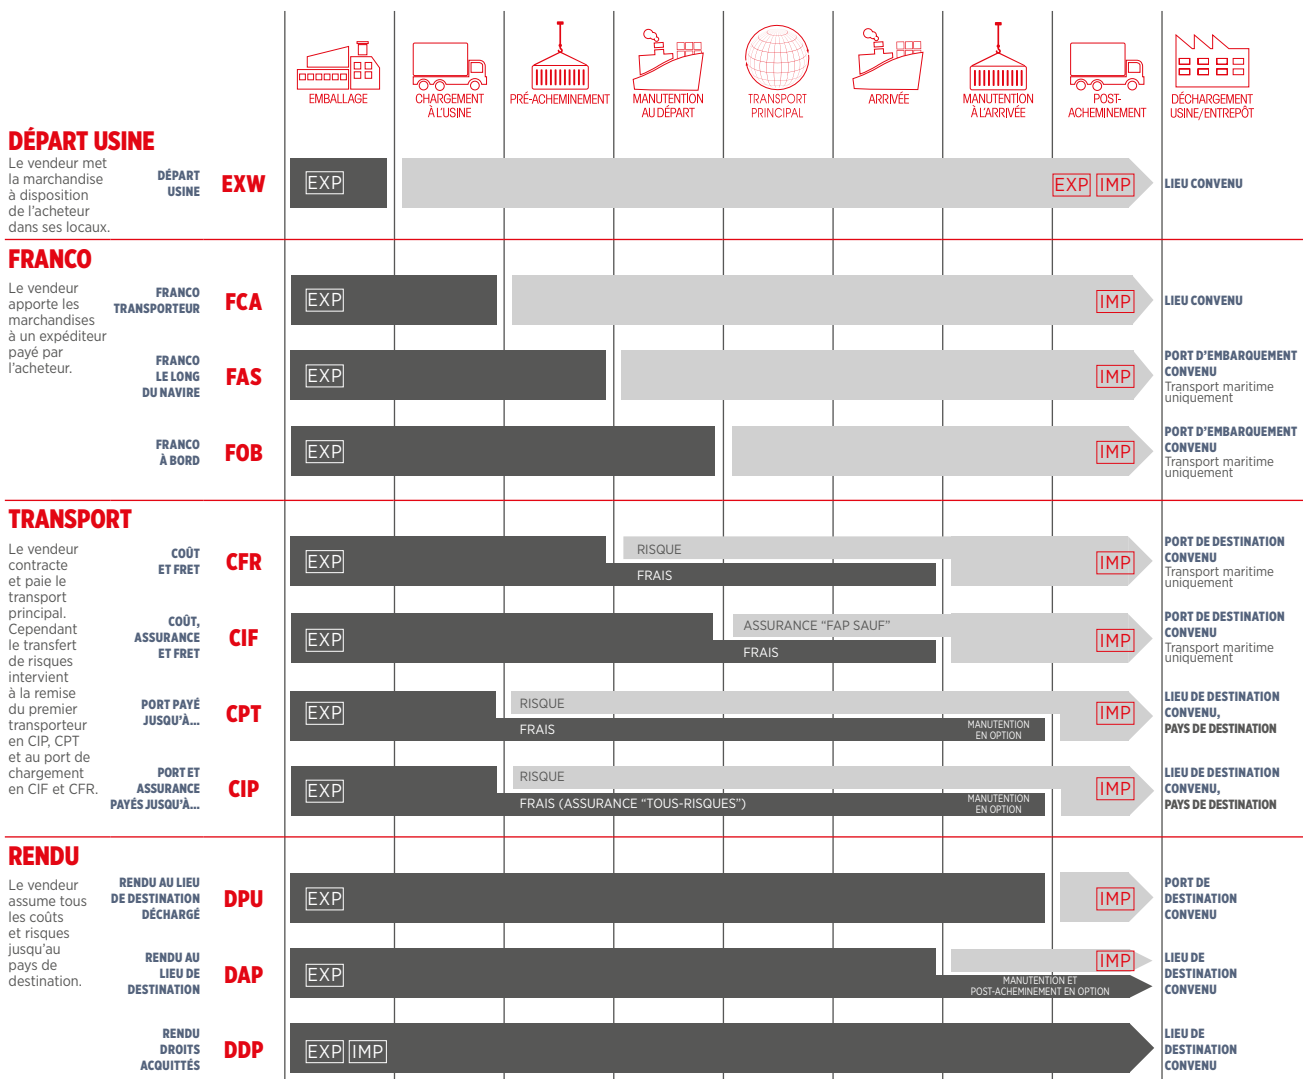 EMBALLAGE
CHARGEMENT
À L'USINE
PRÉ-ACHEMINEMENT
MANUTENTION
AU DÉPART
TRANSPORT
PRINCIPAL
ARRIVÉE
MANUTENTION
À L'ARRIVÉE
POST-
ACHEMINEMENT
DÉCHARGEMENT
USINE/ENTREPÔT
DÉPART USINE
Le vendeur met
la marchandise
à disposition
de l'acheteur
dans ses locaux.
DÉPART
USINE
EXW
EXP
EXP IMP
LIEU CONVENU
FRANCO
Le vendeur
apporte les
marchandises
à un expéditeur
payé par
l'acheteur.
FRANCO
TRANSPORTEUR
FCA
EXP
IMP
LIEU CONVENU
FRANCO
LE LONG
DU NAVIRE
FAS
EXP
IMP
PORT D'EMBARQUEMENT
CONVENU
Transport maritime
uniquement
FRANCO
À BORD
FOB
EXP
IMP
PORT D'EMBARQUEMENT
CONVENU
Transport maritime
uniquement
TRANSPORT
Le vendeur
contracte
et paie le
transport
principal.
Cependant
le transfert
de risques
intervient
à la remise
du premier
transporteur
en CIP, CPT
et au port de
chargement
en CIF et CFR.
COÛT
ET FRET
CFR
EXP
RISQUE
FRAIS
IMP
PORT DE DESTINATION
CONVENU
Transport maritime
uniquement
COÛT,
ASSURANCE
ET FRET
CIF
EXP
ASSURANCE “FAP SAUF”
FRAIS
IMP
PORT DE DESTINATION
CONVENU
Transport maritime
uniquement
PORT PAYÉ
JUSQU'À...
CPT
EXP
RISQUE
FRAIS
MANUTENTION
EN OPTION
IMP
LIEU DE DESTINATION
CONVENU,
PAYS DE DESTINATION
PORT ET
ASSURANCE
PAYÉS JUSQU'À...
CIP
EXP
RISQUE
FRAIS (ASSURANCE “TOUS-RISQUES”)
MANUTENTION
EN OPTION
IMP
LIEU DE DESTINATION
CONVENU,
PAYS DE DESTINATION
RENDU
Le vendeur
assume tous
les coûts
et risques
jusqu'au
pays de
destination.
RENDU AU LIEU
DE DESTINATION
DÉCHARGÉ
DPU
EXP
IMP
PORT DE
DESTINATION
CONVENU
RENDU AU
LIEU DE
DESTINATION
DAP
EXP
IMP
MANUTENTION ET
POST-ACHEMINEMENT EN OPTION
LIEU DE
DESTINATION
CONVENU
RENDU
DROITS
ACQUITTÉS
DDP
EXP IMP
LIEU DE
DESTINATION
CONVENU